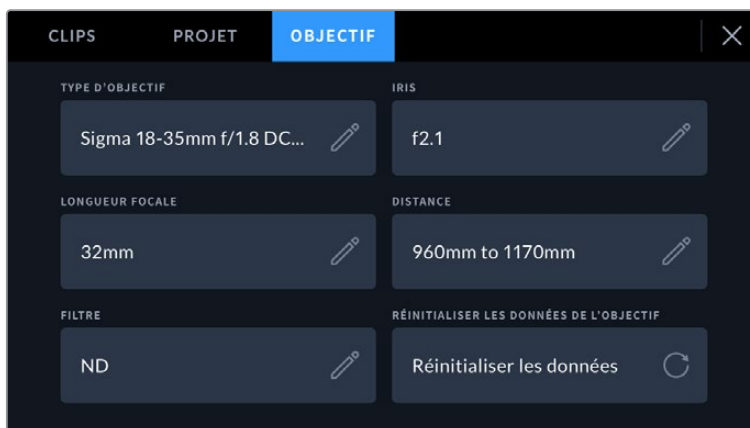 CLIPS PROJET OBJECTIF
TYPE D'OBJECTIF IRIS
Sigma 18-35mm f/1.8 DC... f2.1
LONGUEUR FOCALE DISTANCE
32mm 960mm to 1170mm
FILTRE RÉINITIALISER LES DONNÉES DE L'OBJECTIF
ND Réinitialiser les données